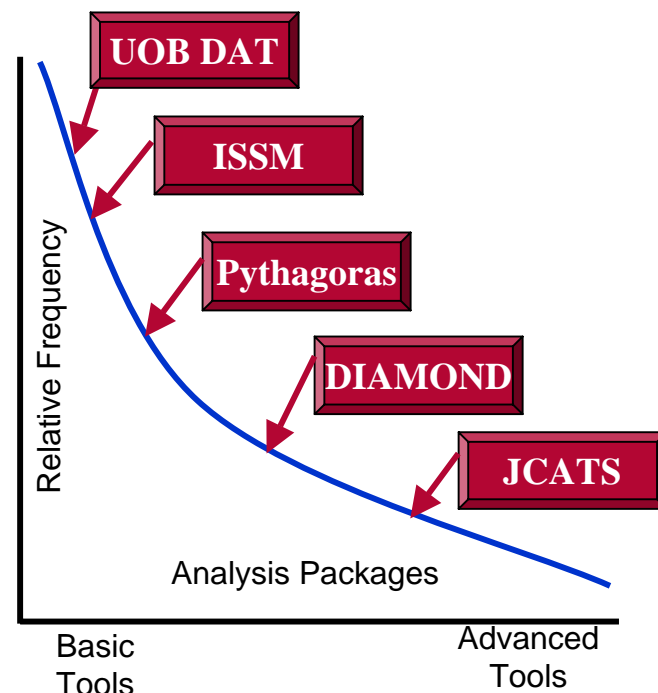 UOB DAT
ISSM
Pythagoras
DIAMOND
JCATS
Relative Frequency
Analysis Packages
Basic
Tools
Advanced
Tools